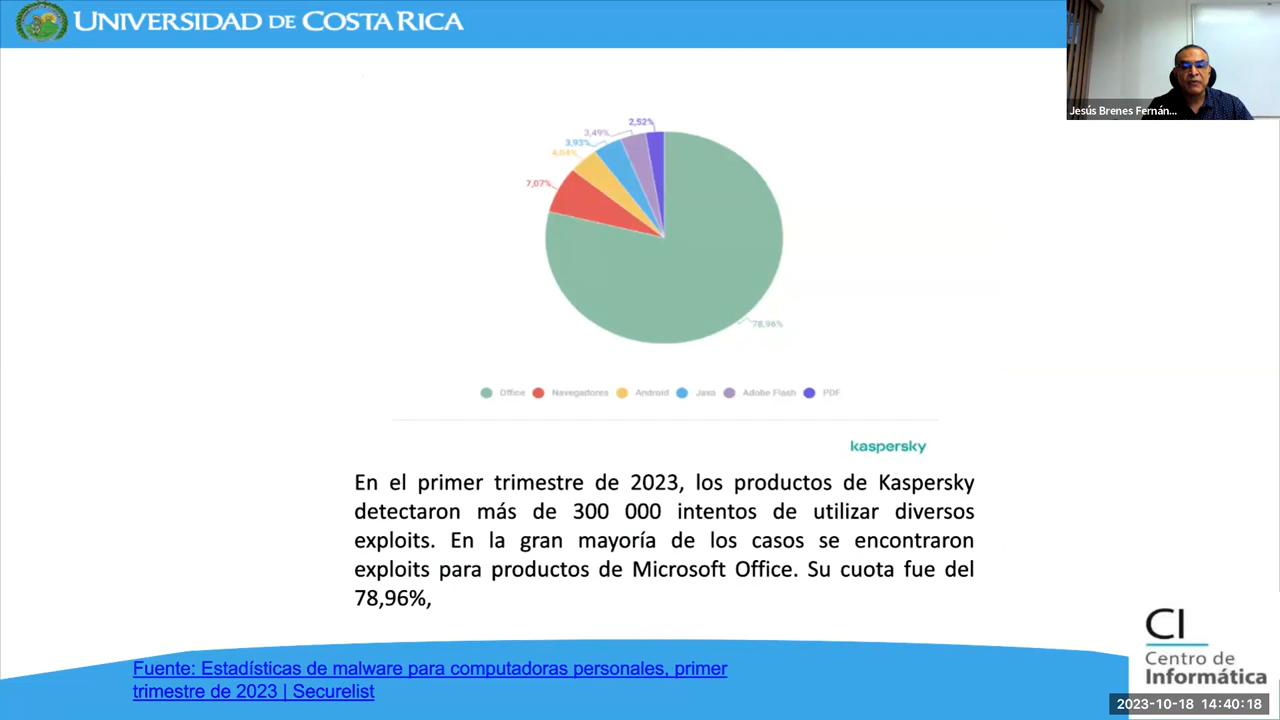 UNIVERSIDAD DE COSTA RICA
Jesús Brenes Fernán...
2,52%
3,49%
3,93%
4,04%
7,07%
78,96%
Office Navegadores Android Java Adobe Flash PDF
kaspersky
En el primer trimestre de 2023, los productos de Kaspersky
detectaron más de 300 000 intentos de utilizar diversos
exploits. En la gran mayoría de los casos se encontraron
exploits para productos de Microsoft Office. Su cuota fue del
78,96%,
Fuente: Estadísticas de malware para computadoras personales, primer
trimestre de 2023 | Securelist
CI
Centro de
Informática
2023-10-18 14:40:18